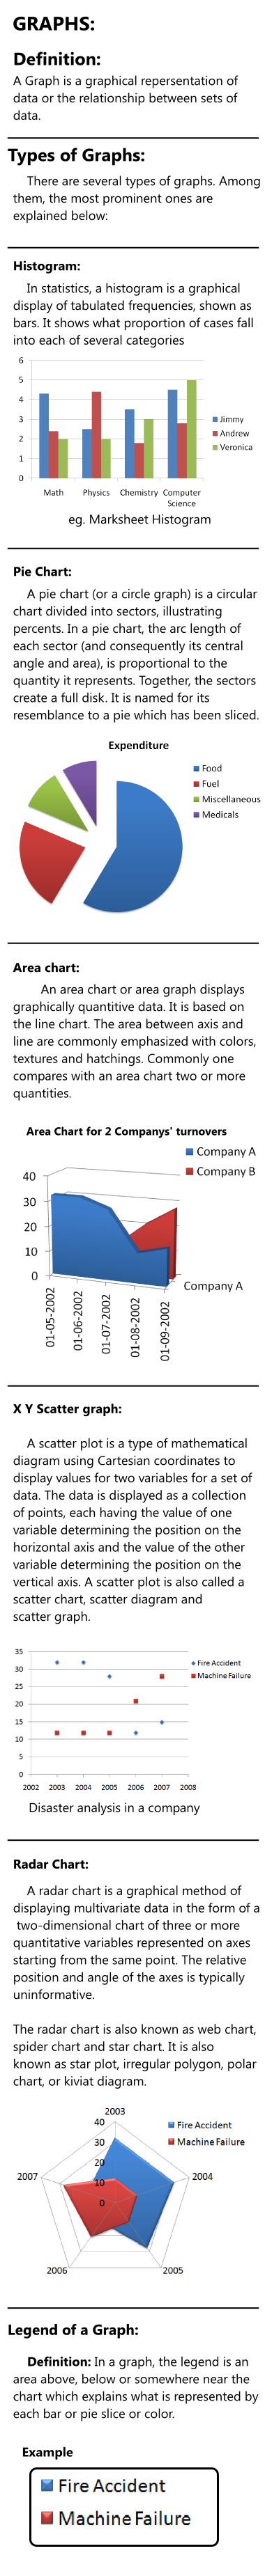 GRAPHS:
Definition:
A Graph is a graphical repersentation of
data or the relationship between sets of
data.
Types of Graphs:
There are several types of graphs. Among
them, the most prominent ones are
explained below:
Histogram:
In statistics, a histogram is a graphical
display of tabulated frequencies, shown as
bars. It shows what proportion of cases fall
into each of several categories
6
5
4
3
2
1
0
Jimmy
Andrew
Veronica
Math Physics Chemistry Computer
Science
eg. Marksheet Histogram
Pie Chart:
A pie chart (or a circle graph) is a circular
chart divided into sectors, illustrating
percents. In a pie chart, the arc length of
each sector (and consequently its central
angle and area), is proportional to the
quantity it represents. Together, the sectors
create a full disk. It is named for its
resemblance to a pie which has been sliced.
Expenditure
Food
Fuel
Miscellaneous
Medicals
Area chart:
An area chart or area graph displays
graphically quantitive data. It is based on
the line chart. The area between axis and
line are commonly emphasized with colors,
textures and hatchings. Commonly one
compares with an area chart two or more
quantities.
Area Chart for 2 Companys' turnovers
Company A
Company B
40
30
20
10
0
Company A
01-05-2002
01-06-2002
01-07-2002
01-08-2002
01-09-2002
X Y Scatter graph:
A scatter plot is a type of mathematical
diagram using Cartesian coordinates to
display values for two variables for a set of
data. The data is displayed as a collection
of points, each having the value of one
variable determining the position on the
horizontal axis and the value of the other
variable determining the position on the
vertical axis. A scatter plot is also called a
scatter chart, scatter diagram and
scatter graph.
35
30
25
20
15
10
5
0
Fire Accident
Machine Failure
2002 2003 2004 2005 2006 2007 2008
Disaster analysis in a company
Radar Chart:
A radar chart is a graphical method of
displaying multivariate data in the form of a
two-dimensional chart of three or more
quantitative variables represented on axes
starting from the same point. The relative
position and angle of the axes is typically
uninformative.
The radar chart is also known as web chart,
spider chart and star chart. It is also
known as star plot, irregular polygon, polar
chart, or kiviat diagram.
2003
40
30
20
10
0
Fire Accident
Machine Failure
2007
2004
2006
2005
Legend of a Graph:
Definition: In a graph, the legend is an
area above, below or somewhere near the
chart which explains what is represented by
each bar or pie slice or color.
Example
Fire Accident
Machine Failure